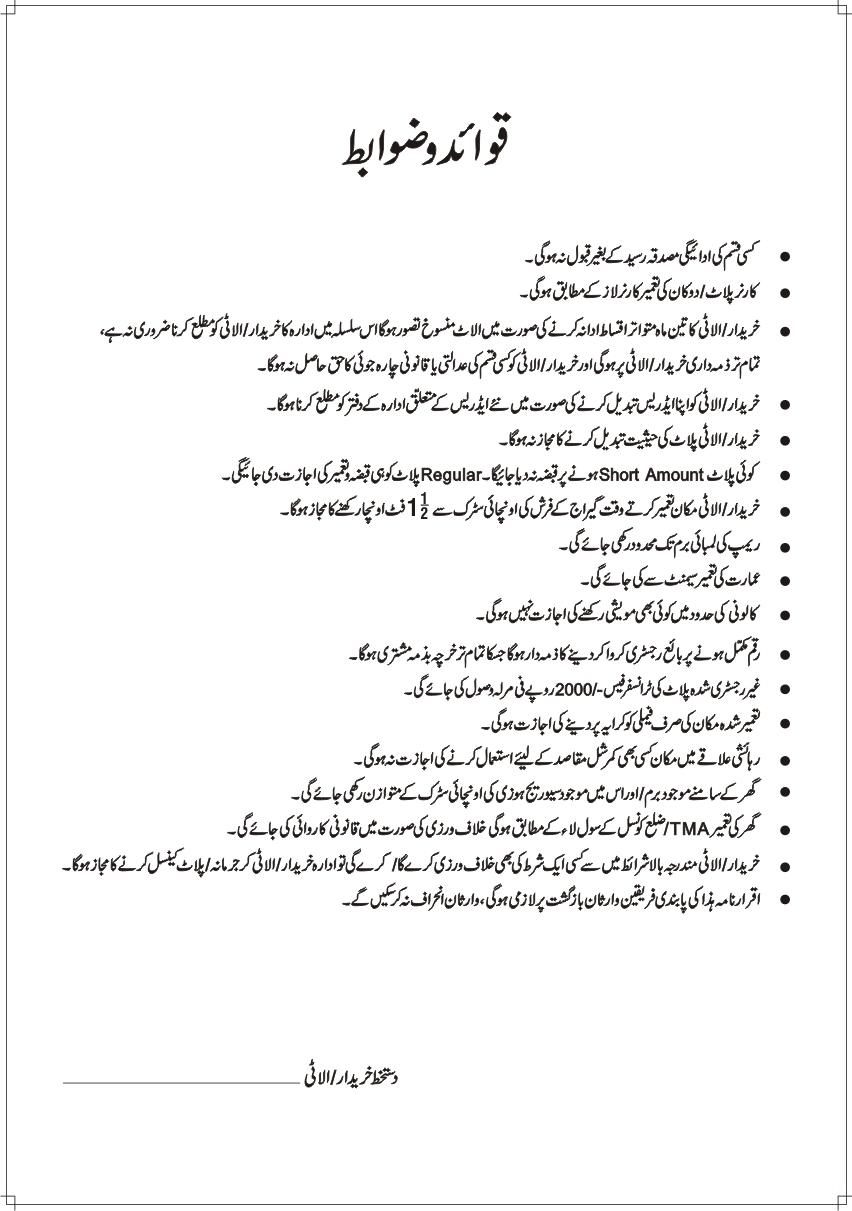 قوائد و ضوابط
● کسی قسم کی ادائیگی مصدقہ رسید کے بغیر قبول نہ ہوگی۔
● کارنر پلاٹ/دوکان کی تعمیر کارنر لاز کے مطابق ہوگی۔
● خریدار/الاٹی کا تین ماہ متواتر اقساط ادا نہ کرنے کی صورت میں الاٹ منسوخ تصور ہوگا اس سلسلہ میں ادارہ کا خریدار/الاٹی کو مطلع کرنا ضروری نہ ہے،
تمام تر ذمہ داری خریدار/الاٹی پر ہوگی اور خریدار/الاٹی کو کسی قسم کی عدالتی یا قانونی چارہ جوئی کا حق حاصل نہ ہوگا۔
● خریدار/الاٹی کو اپنا ایڈریس تبدیل کرنے کی صورت میں نئے ایڈریس کے متعلق ادارہ کے دفتر کو مطلع کرنا ہوگا۔
● خریدار/الاٹی پلاٹ کی حیثیت تبدیل کرنے کا مجاز نہ ہوگا۔
● کوئی پلاٹ Short Amount ہونے پر قبضہ نہ دیا جائیگا۔ Regular پلاٹ کو ہی قبضہ و تعمیر کی اجازت دی جائیگی۔
● خریدار/الاٹی مکان تعمیر کرتے وقت گیراج کے فرش کی اونچائی سٹرک سے 1½ فٹ اونچا رکھنے کا مجاز ہوگا۔
● ریمپ کی لمبائی برم تک محدود رکھی جائے گی۔
● عمارت کی تعمیر سیمنٹ سے کی جائے گی۔
● کالونی کی حدود میں کوئی بھی مویشی رکھنے کی اجازت نہیں ہوگی۔
● رقم مکمل ہونے پر بائع رجسٹری کروا کر دینے کا ذمہ دار ہوگا جسکا تمام تر خرچہ بذمہ مشتری ہوگا۔
● غیر رجسٹری شدہ پلاٹ کی ٹرانسفر فیس -/2000 روپے فی مرلہ وصول کی جائے گی۔
● تعمیر شدہ مکان کی صرف فیملی کو کرایہ پر دینے کی اجازت ہوگی۔
● رہائشی علاقے میں مکان کسی بھی کمرشل مقاصد کے لیئے استعمال کرنے کی اجازت نہ ہوگی۔
● گھر کے سامنے موجود برم/اور اس میں موجود سیوریج ہوزی کی اونچائی سٹرک کے متوازن رکھی جائے گی۔
● گھر کی تعمیر TMA/ضلع کونسل کے سول لاء کے مطابق ہوگی خلاف ورزی کی صورت میں قانونی کاروائی کی جائے گی۔
● خریدار/الاٹی مندرجہ بالا شرائط میں سے کسی ایک شرط کی بھی خلاف ورزی کرے گا/ کرے گی تو ادارہ خریدار/الاٹی کر جرمانہ/پلاٹ کینسل کرنے کا مجاز ہوگا۔
● اقرار نامہ ہذا کی پابندی فریقین وارثان بازگشت پر لازمی ہوگی، وارثان انحراف نہ کر سکیں گے۔
دستخط خریدار/الاٹی